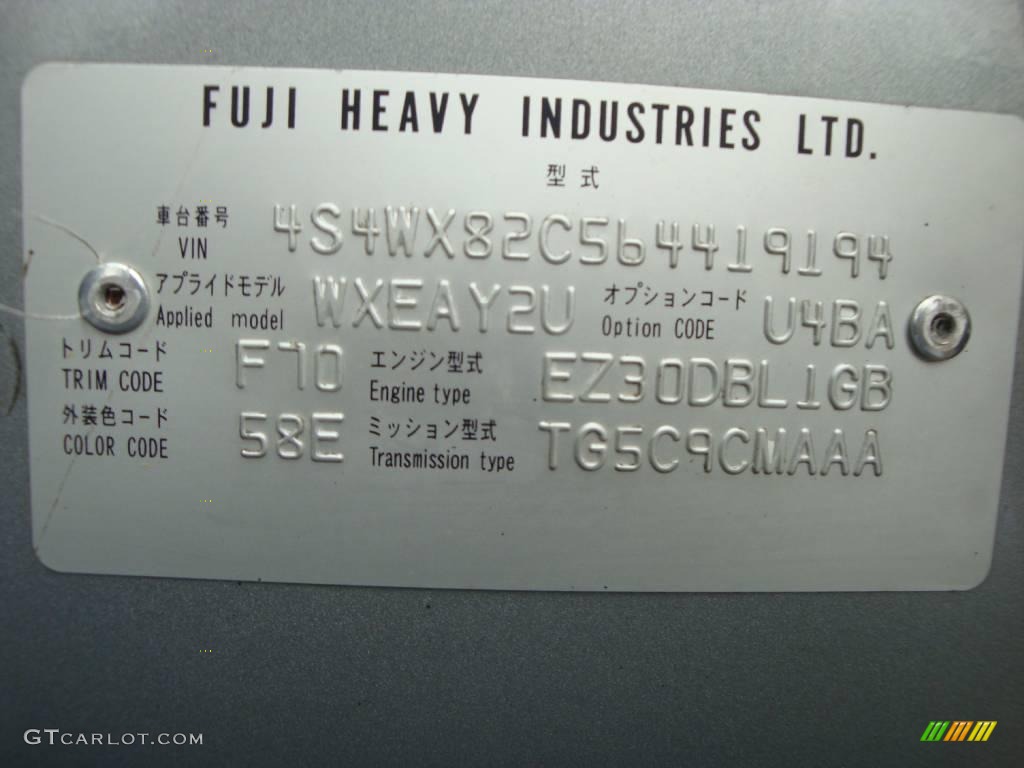 FUJI HEAVY INDUSTRIES LTD.
型式
車台番号 VIN 4S4WX82C564419194
アプライドモデル Applied model WXEAY2U オプションコード Option CODE U4BA
トリムコード TRIM CODE F70 エンジン型式 Engine type EZ30DBL1GB
外装色コード COLOR CODE 58E ミッション型式 Transmission type TG5C9CMAAA
GTCARLOT.COM